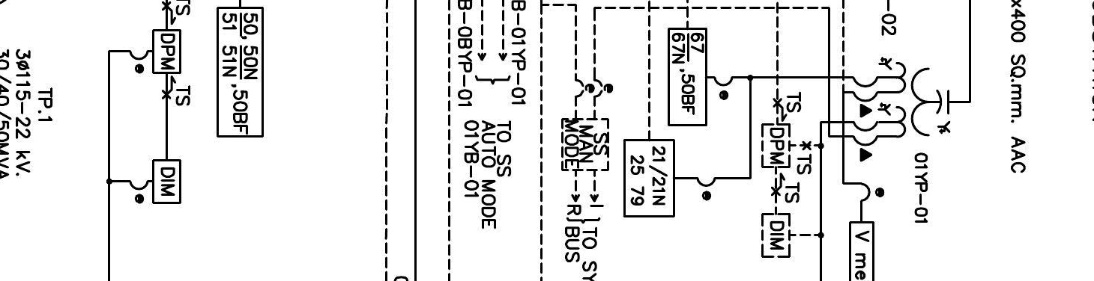 x400 SQ.mm. AAC
-02
01YP-01
V me
TS
DPM
TS
TS
DIM
67
67N ,50BF
21/21N
25 79
SS
MAN
MODE
I
R
TO SY
BUS
B-01YP-01
B-0BYP-01
TO SS
AUTO MODE
01YB-01
50, 50N ,50BF
51 51N
TS
DPM
TS
DIM
TP.1
3ø115-22 kV.
30/40/50MVA